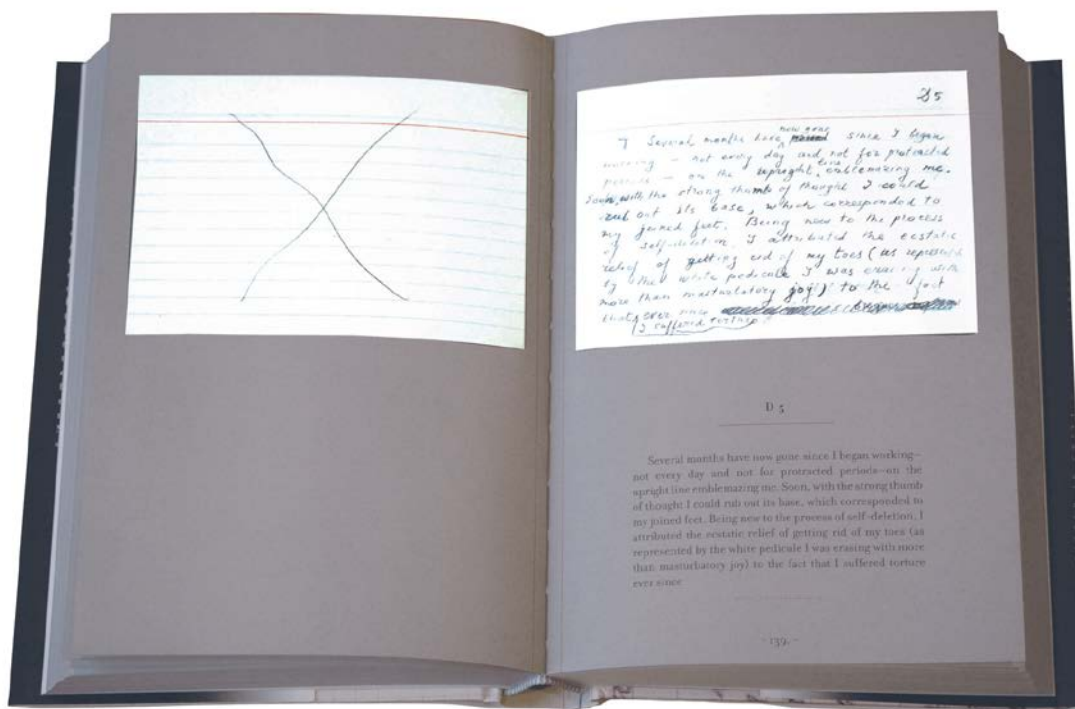 D 5
Several months have now gone since I began
working — not every day and not for protracted
periods — on the upright line emblemazing me.
Soon, with the strong thumb of thought I could
rub out its base, which corresponded to
my joined feet. Being new to the process
of self-deletion, I attributed the ecstatic
relief of getting rid of my toes (as represented
by the white pedicule I was erasing with
more than masturbatory joy) to the fact
that ever since
I suffered torture
D 5
Several months have now gone since I began working—
not every day and not for protracted periods—on the
upright line emblemazing me. Soon, with the strong thumb
of thought I could rub out its base, which corresponded to
my joined feet. Being new to the process of self-deletion, I
attributed the ecstatic relief of getting rid of my toes (as
represented by the white pedicule I was erasing with more
than masturbatory joy) to the fact that I suffered torture
ever since